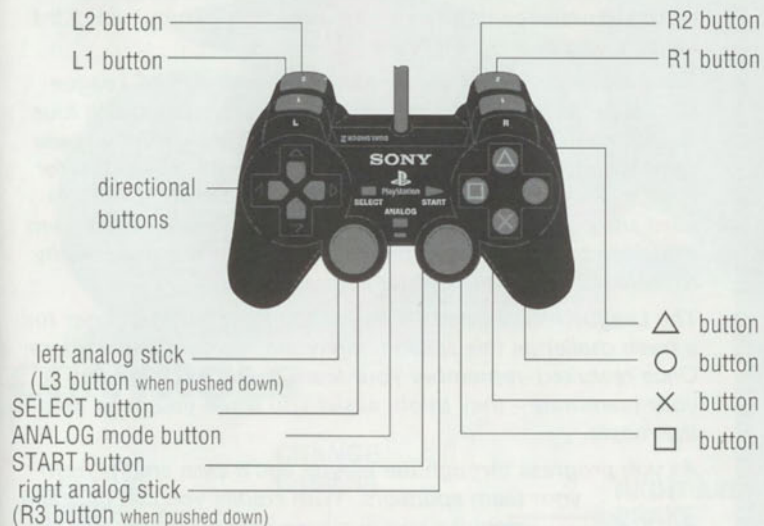 L2 button
R2 button
L1 button
R1 button
L
R
SONY
PlayStation
SELECT
START
ANALOG
directional
buttons
△ button
○ button
× button
□ button
left analog stick
(L3 button when pushed down)
SELECT button
ANALOG mode button
START button
right analog stick
(R3 button when pushed down)